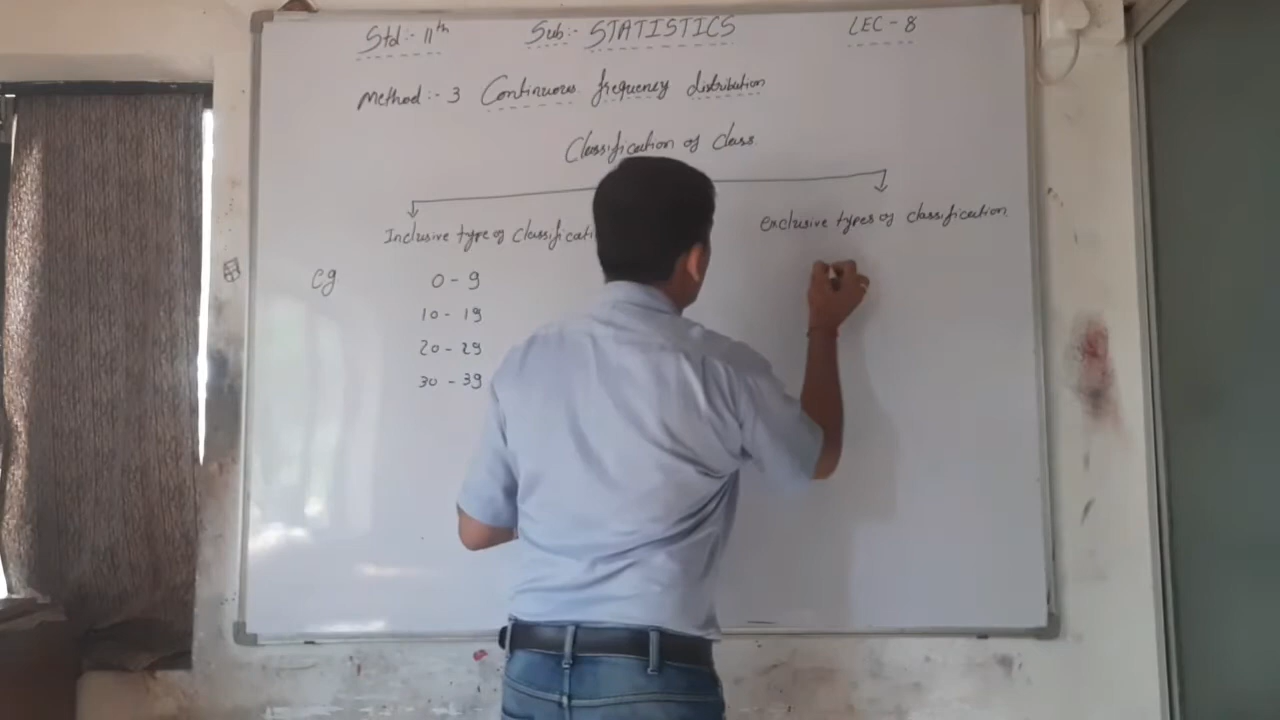 Std:- 11th Sub:- STATISTICS LEC-8
Method:- 3 Continuous frequency distribution
Classification of class
Inclusive type of classificati
Exclusive types of classification
eg 0 - 9
10 - 19
20 - 29
30 - 39